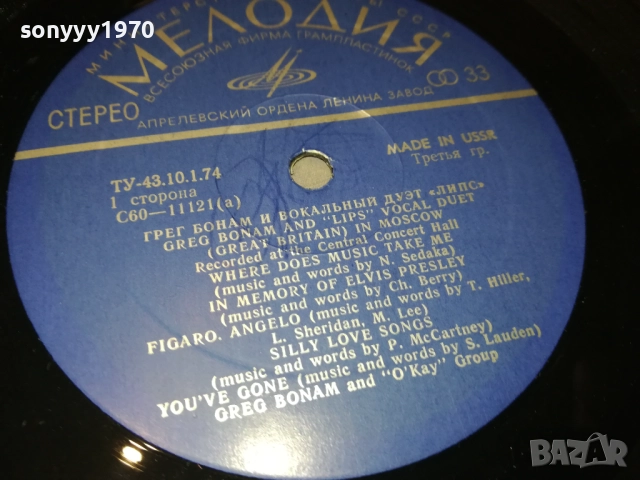 sonyyy1970
МИНИСТЕРС СССР
МЕЛОДИЯ
ВСЕСОЮЗНАЯ ФИРМА ГРАМПЛАСТИНОК
СТЕРЕО
33
АПРЕЛЕВСКИЙ ОРДЕНА ЛЕНИНА ЗАВОД
MADE IN USSR
Третья гр.
ТУ-43.10.1.74
1 сторона
С60—11121(а)
ГРЕГ БОНАМ И ВОКАЛЬНЫЙ ДУЭТ «ЛИПС»
GREG BONAM AND "LIPS" VOCAL DUET
(GREAT BRITAIN) IN MOSCOW
Recorded at the Central Concert Hall
WHERE DOES MUSIC TAKE ME
(music and words by N. Sedaka)
IN MEMORY OF ELVIS PRESLEY
(music and words by Ch. Berry)
FIGARO. ANGELO (music and words by T. Hiller,
L. Sheridan, M. Lee)
SILLY LOVE SONGS
(music and words by P. McCartney)
YOU'VE GONE (music and words by S. Lauden)
GREG BONAM and "O'Kay" Group
BAZAR